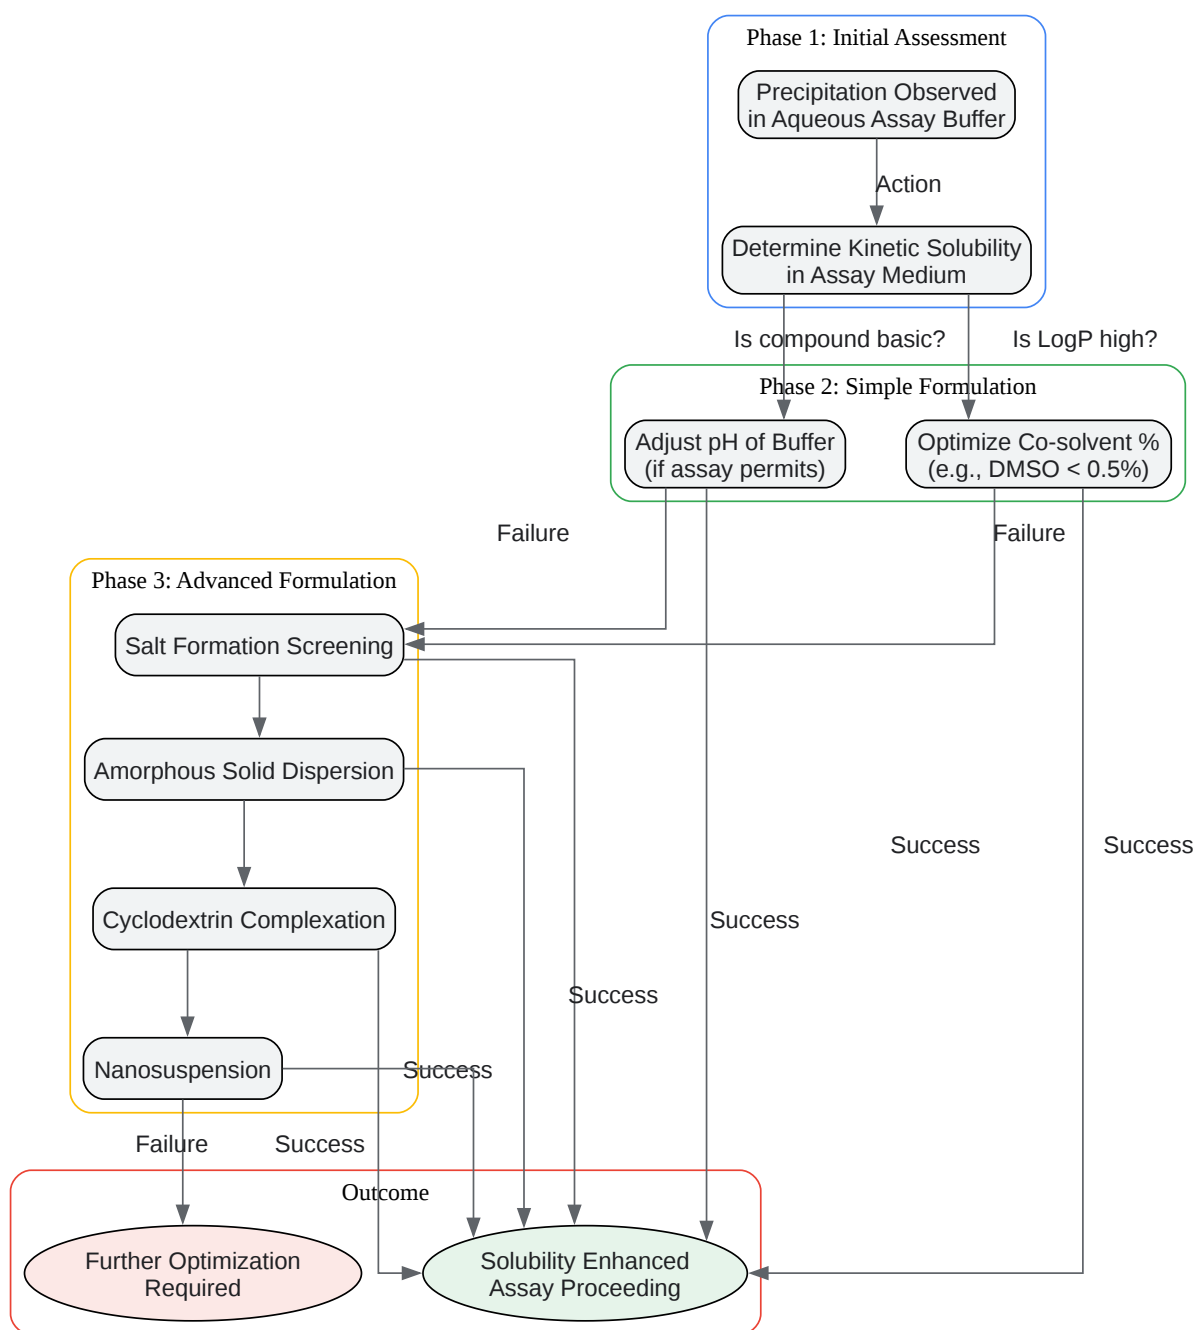 Phase 1: Initial Assessment
Precipitation Observed
in Aqueous Assay Buffer
Action
Determine Kinetic Solubility
in Assay Medium
Is compound basic?
Is LogP high?
Phase 2: Simple Formulation
Adjust pH of Buffer
(if assay permits)
Optimize Co-solvent %
(e.g., DMSO < 0.5%)
Failure
Failure
Phase 3: Advanced Formulation
Salt Formation Screening
Amorphous Solid Dispersion
Success
Success
Cyclodextrin Complexation
Success
Success
Nanosuspension
Success
Failure
Success
Outcome
Further Optimization
Required
Solubility Enhanced
Assay Proceeding